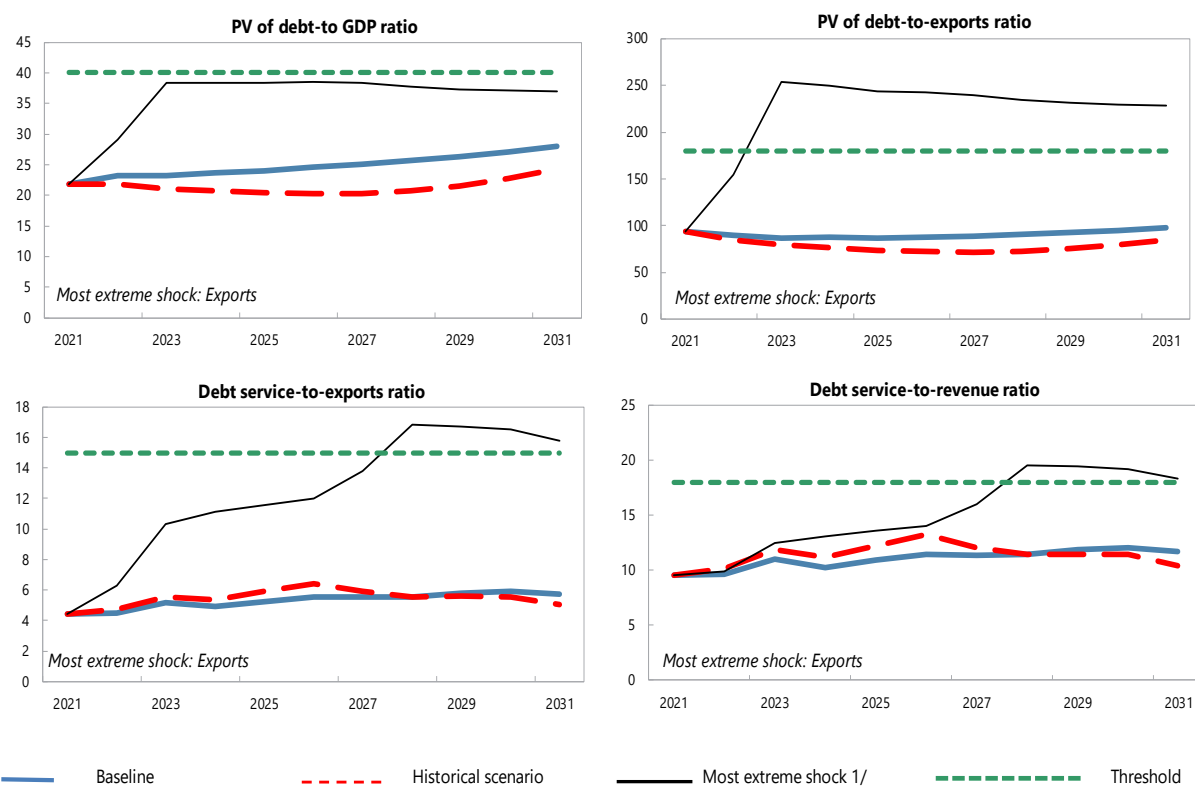 PV of debt-to GDP ratio
45
40
35
30
25
20
15
10
5
0
Most extreme shock: Exports
2021 2023 2025 2027 2029 2031
PV of debt-to-exports ratio
300
250
200
150
100
50
0
Most extreme shock: Exports
2021 2023 2025 2027 2029 2031
Debt service-to-exports ratio
18
16
14
12
10
8
6
4
2
0
Most extreme shock: Exports
2021 2023 2025 2027 2029 2031
Debt service-to-revenue ratio
25
20
15
10
5
0
Most extreme shock: Exports
2021 2023 2025 2027 2029 2031
Baseline Historical scenario Most extreme shock 1/ Threshold